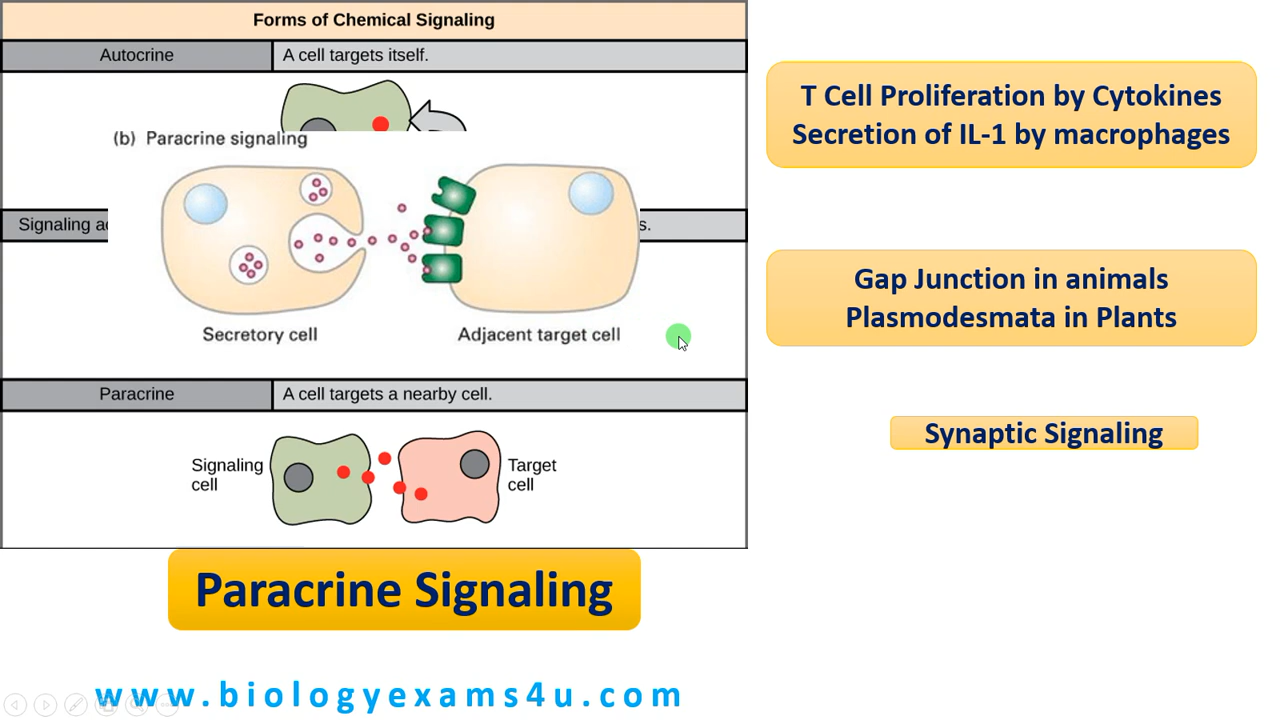 Forms of Chemical Signaling
Autocrine
A cell targets itself.
(b) Paracrine signaling
Signaling
s.
Secretory cell
Adjacent target cell
Paracrine
A cell targets a nearby cell.
Signaling
cell
Target
cell
Paracrine Signaling
www.biologyexams4u.com
T Cell Proliferation by Cytokines
Secretion of IL-1 by macrophages
Gap Junction in animals
Plasmodesmata in Plants
Synaptic Signaling